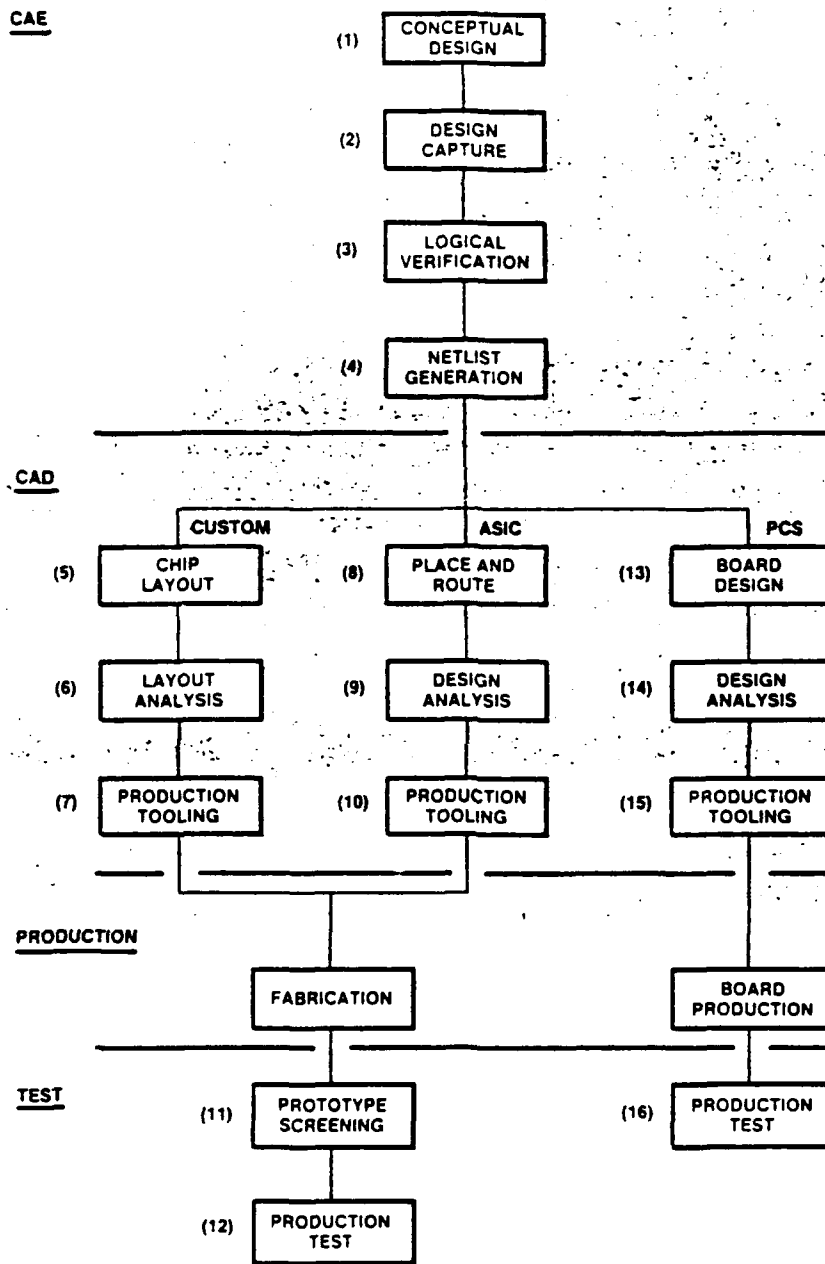 CAE
(1)
CONCEPTUAL
DESIGN
(2)
DESIGN
CAPTURE
(3)
LOGICAL
VERIFICATION
(4)
NETLIST
GENERATION
CAD
CUSTOM
ASIC
PCS
(5)
CHIP
LAYOUT
(8)
PLACE AND
ROUTE
(13)
BOARD
DESIGN
(6)
LAYOUT
ANALYSIS
(9)
DESIGN
ANALYSIS
(14)
DESIGN
ANALYSIS
(7)
PRODUCTION
TOOLING
(10)
PRODUCTION
TOOLING
(15)
PRODUCTION
TOOLING
PRODUCTION
FABRICATION
BOARD
PRODUCTION
TEST
(11)
PROTOTYPE
SCREENING
(16)
PRODUCTION
TEST
(12)
PRODUCTION
TEST